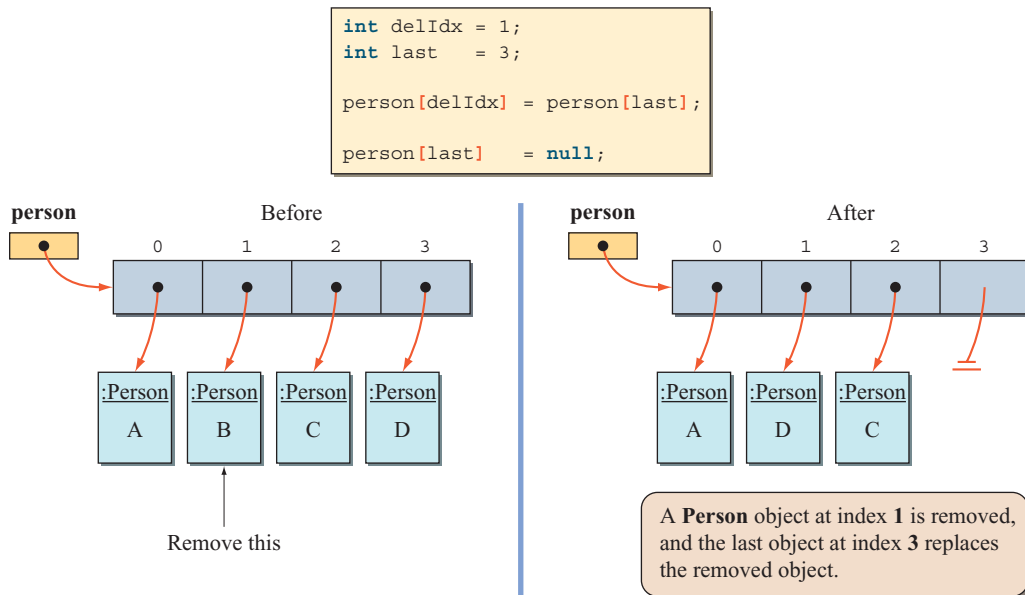 int delIdx = 1;
int last = 3;
person[delIdx] = person[last];
person[last] = null;
person
Before
0 1 2 3
:Person :Person :Person :Person
A B C D
Remove this
person
After
0 1 2 3
:Person :Person :Person
A D C
A Person object at index 1 is removed,
and the last object at index 3 replaces
the removed object.